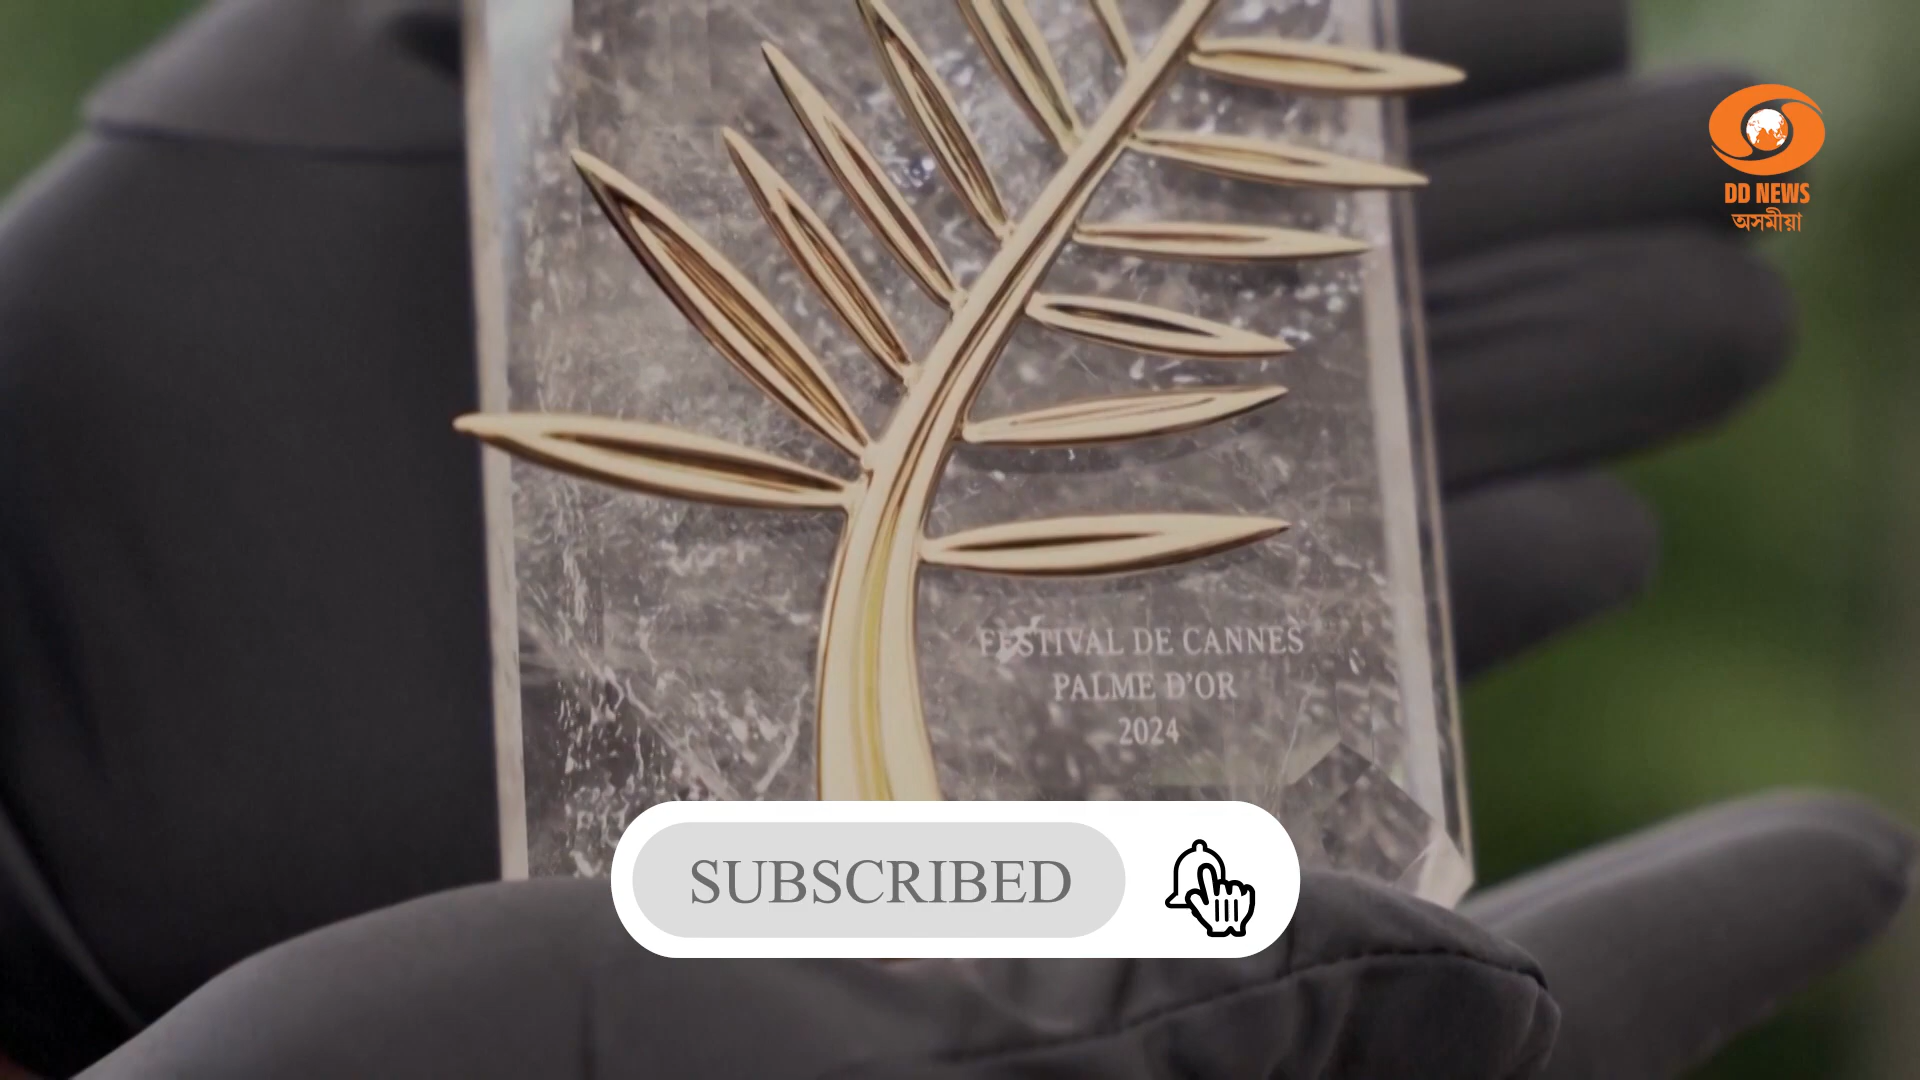 DD NEWS
অসমীয়া
FESTIVAL DE CANNES
PALME D'OR
2024
SUBSCRIBED